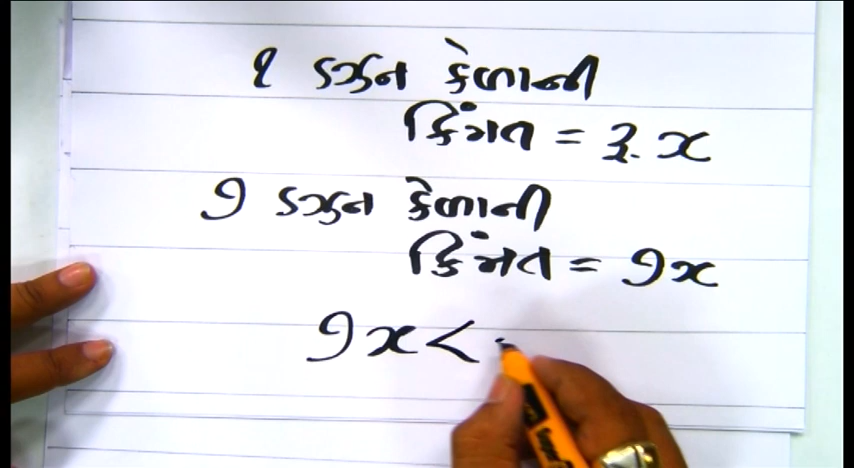 ૧ ડઝન કેળાની
કિંમત = રૂ. x
૭ ડઝન કેળાની
કિંમત = ૭x
૭x <